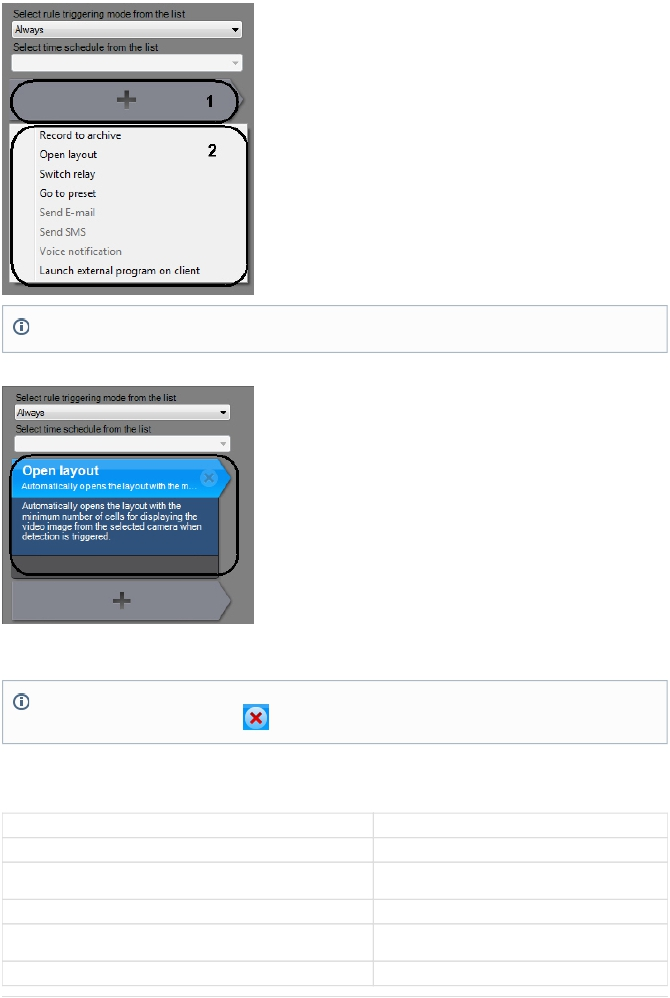 Select rule triggering mode from the list
Always
Select time schedule from the list
1
2
Record to archive
Open layout
Switch relay
Go to preset
Send E-mail
Send SMS
Voice notification
Launch external program on client
Select rule triggering mode from the list
Always
Select time schedule from the list
Open layout
Automatically opens the layout with the m...
Automatically opens the layout with the
minimum number of cells for displaying the
video image from the selected camera when
detection is triggered.